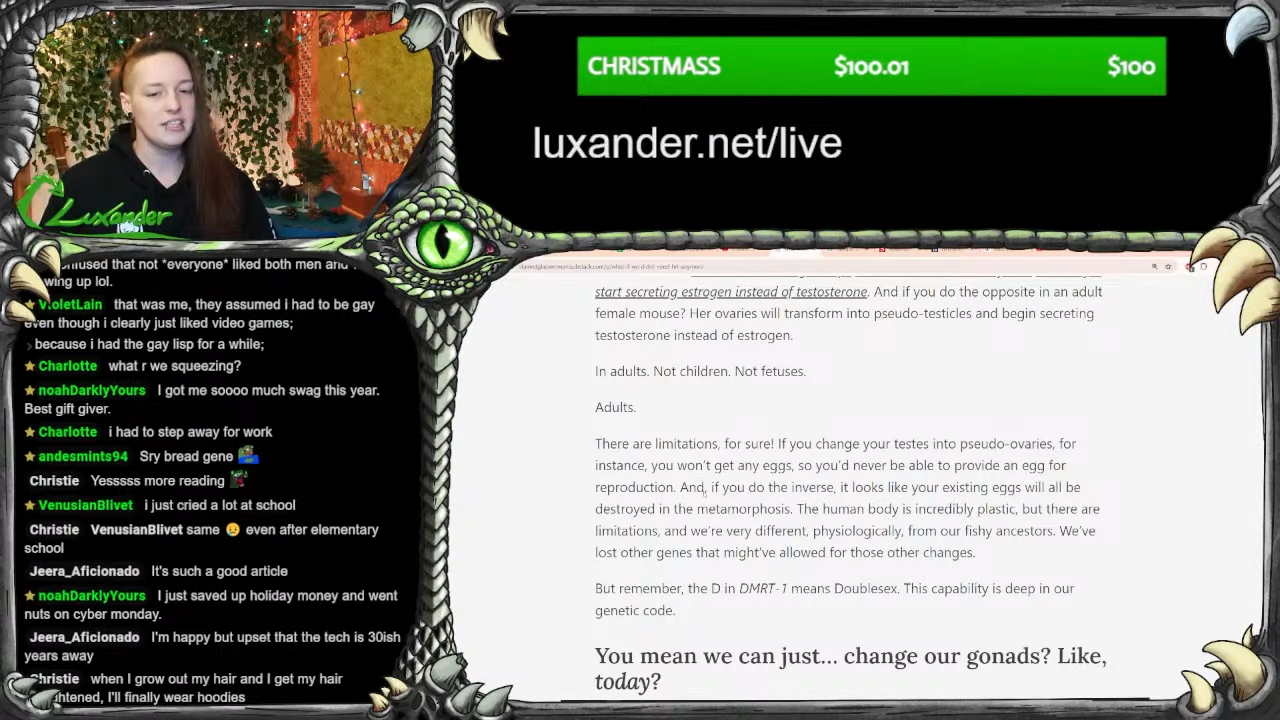 CHRISTMASS $100.01 $100
luxander.net/live
Luxander
onfused that not *everyone* liked both men and
wing up lol.
VioletLain that was me, they assumed i had to be gay
even though i clearly just liked video games;
because i had the gay lisp for a while;
Charlotte what r we squeezing?
noahDarklyYours I got me soooo much swag this year.
Best gift giver.
Charlotte i had to step away for work
andesmints94 Sry bread gene
Christie Yesssss more reading
VenusianBlivet i just cried a lot at school
Christie VenusianBlivet same 😥 even after elementary
school
Jeera_Aficionado It's such a good article
noahDarklyYours I just saved up holiday money and went
nuts on cyber monday.
Jeera_Aficionado I'm happy but upset that the tech is 30ish
years away
Christie when I grow out my hair and I get my hair
ghtened, I'll finally wear hoodies
start secreting estrogen instead of testosterone. And if you do the opposite in an adult
female mouse? Her ovaries will transform into pseudo-testicles and begin secreting
testosterone instead of estrogen.
In adults. Not children. Not fetuses.
Adults.
There are limitations, for sure! If you change your testes into pseudo-ovaries, for
instance, you won't get any eggs, so you'd never be able to provide an egg for
reproduction. And, if you do the inverse, it looks like your existing eggs will all be
destroyed in the metamorphosis. The human body is incredibly plastic, but there are
limitations, and we're very different, physiologically, from our fishy ancestors. We've
lost other genes that might've allowed for those other changes.
But remember, the D in DMRT-1 means Doublesex. This capability is deep in our
genetic code.
You mean we can just... change our gonads? Like,
today?